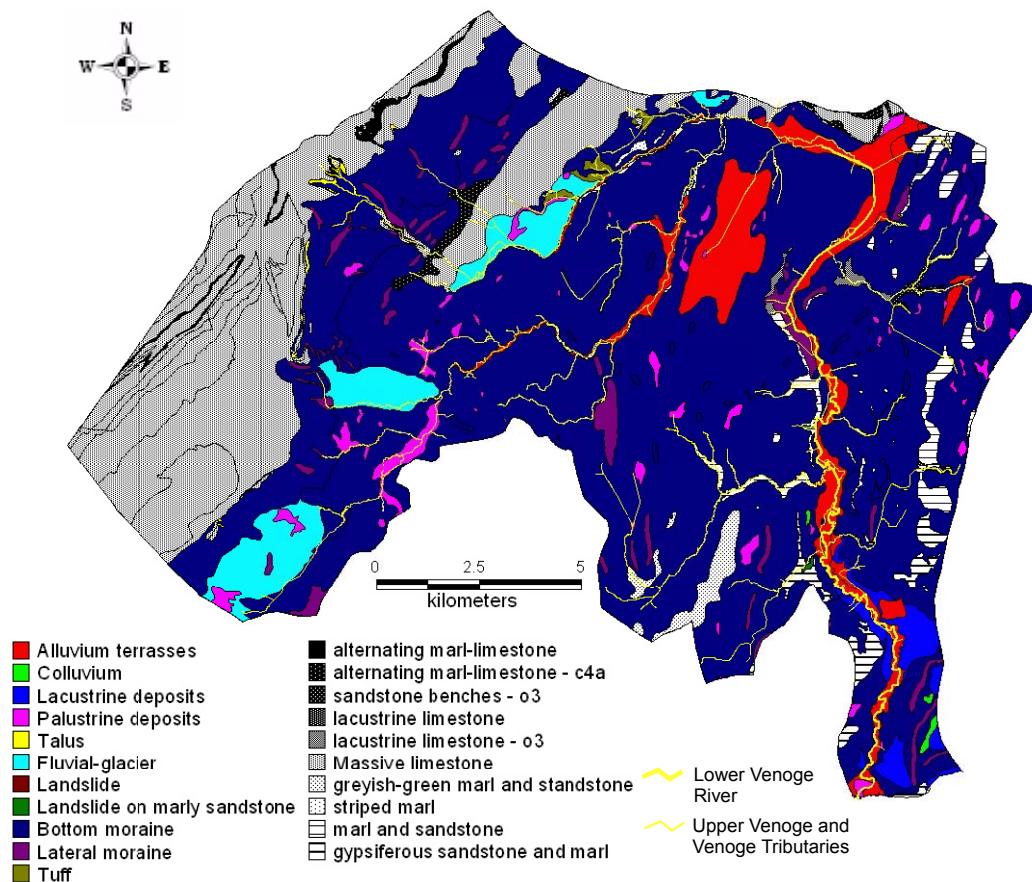 N
W E
S
0 2.5 5
kilometers
Alluvium terrasses
Colluvium
Lacustrine deposits
Palustrine deposits
Talus
Fluvial-glacier
Landslide
Landslide on marly sandstone
Bottom moraine
Lateral moraine
Tuff
alternating marl-limestone
alternating marl-limestone - c4a
sandstone benches - o3
lacustrine limestone
lacustrine limestone - o3
Massive limestone
greyish-green marl and standstone
striped marl
marl and sandstone
gypsiferous sandstone and marl
Lower Venoge
River
Upper Venoge and
Venoge Tributaries